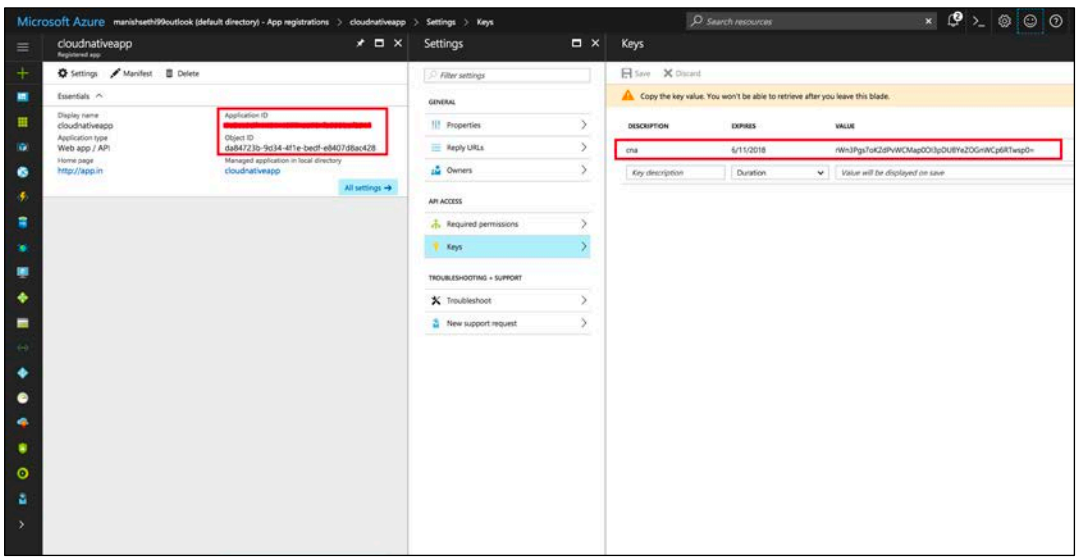 Microsoft Azure manishsethi99outlook (default directory) - App registrations > cloudnativeapp > Settings > Keys
Search resources
2
cloudnativeapp
Registered app
Settings Manifest Delete
Essentials
Display name
cloudnativeapp
Application type
Web app / API
Home page
http://app.in
Application ID
Object ID
da84723b-9d34-4f1e-bedf-e8407d8ac428
Managed application in local directory
cloudnativeapp
All settings →
Settings
Filter settings
GENERAL
Properties
Reply URLs
Owners
API ACCESS
Required permissions
Keys
TROUBLESHOOTING + SUPPORT
Troubleshoot
New support request
Keys
Save Discard
Copy the key value. You won't be able to retrieve after you leave this blade.
DESCRIPTION EXPIRES VALUE
cna 6/11/2018
Key description Duration Value will be displayed on save